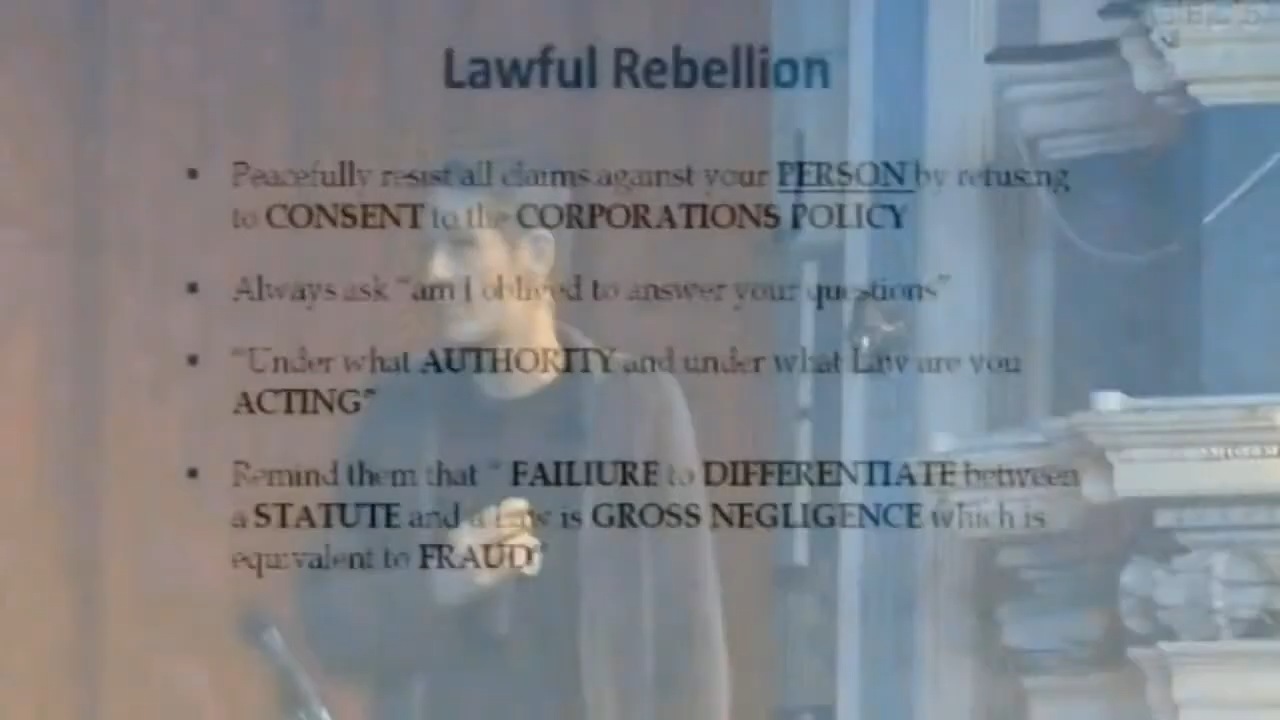 Lawful Rebellion
▪ Peacefully resist all claims against your PERSON by refusing
to CONSENT to the CORPORATIONS POLICY
▪ Always ask "am I obliged to answer your questions"
▪ "Under what AUTHORITY and under what Law are you
ACTING"
▪ Remind them that " FAILIURE to DIFFERENTIATE between
a STATUTE and a Law is GROSS NEGLIGENCE which is
equivalent to FRAUD"